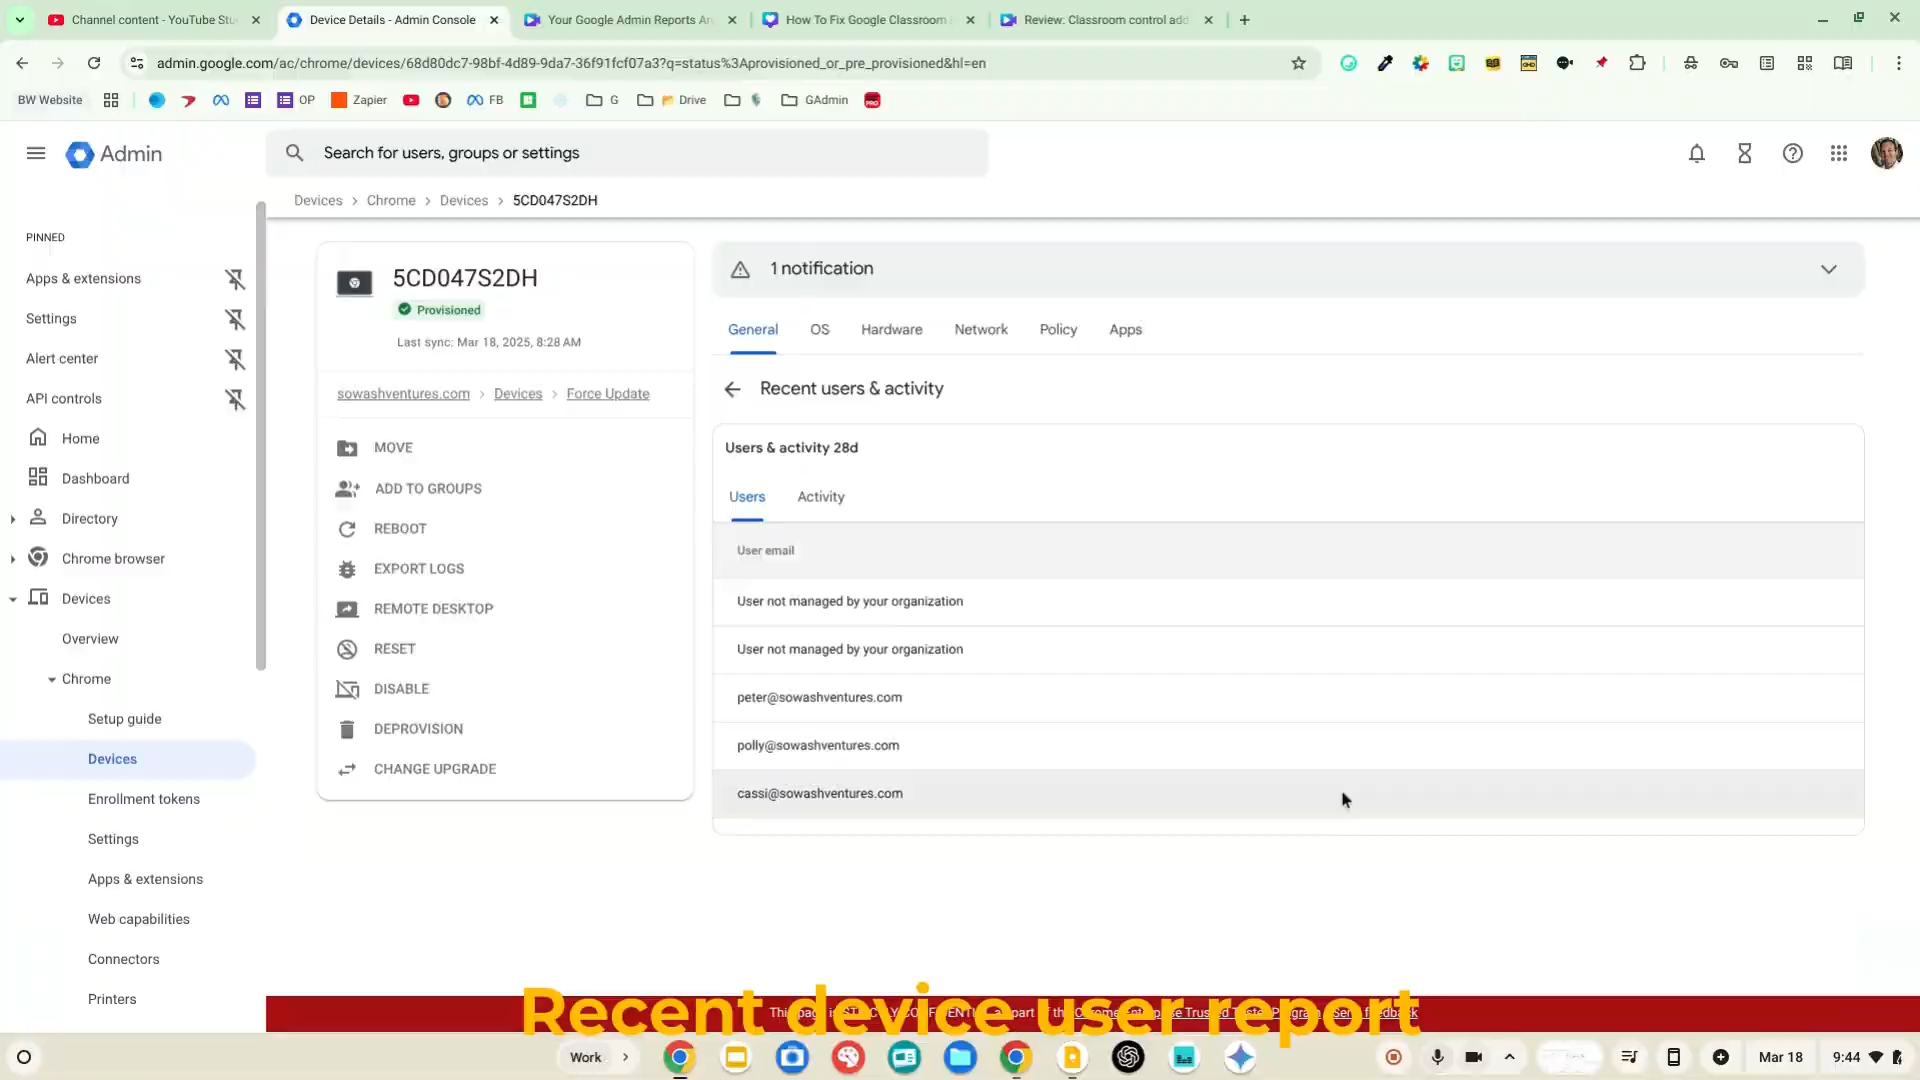 Channel content - YouTube Stu
Device Details - Admin Console
Your Google Admin Reports An
How To Fix Google Classroom
Review: Classroom control add
admin.google.com/ac/chrome/devices/68d80dc7-98bf-4d89-9da7-36f91fcf07a3?q=status%3Aprovisioned_or_pre_provisioned&hl=en
BW Website
OP
Zapier
FB
G
Drive
GAdmin
Admin
Search for users, groups or settings
Devices > Chrome > Devices > 5CD047S2DH
PINNED
Apps & extensions
Settings
Alert center
API controls
Home
Dashboard
Directory
Chrome browser
Devices
Overview
Chrome
Setup guide
Devices
Enrollment tokens
Settings
Apps & extensions
Web capabilities
Connectors
Printers
5CD047S2DH
Provisioned
Last sync: Mar 18, 2025, 8:28 AM
sowashventures.com > Devices > Force Update
MOVE
ADD TO GROUPS
REBOOT
EXPORT LOGS
REMOTE DESKTOP
RESET
DISABLE
DEPROVISION
CHANGE UPGRADE
1 notification
General OS Hardware Network Policy Apps
Recent users & activity
Users & activity 28d
Users Activity
User email
User not managed by your organization
User not managed by your organization
peter@sowashventures.com
polly@sowashventures.com
cassi@sowashventures.com
Recent device user report
Work
Mar 18
9:44